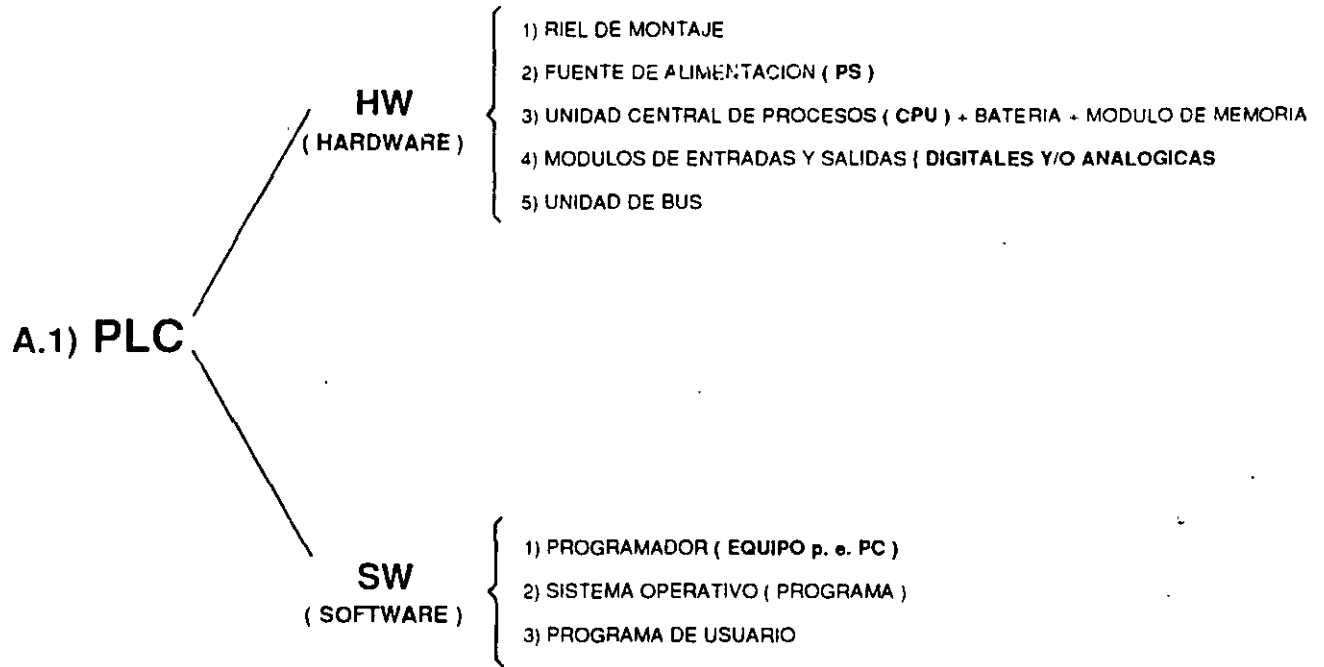 1) RIEL DE MONTAJE
2) FUENTE DE ALIMENTACION ( PS )
HW
( HARDWARE )
3) UNIDAD CENTRAL DE PROCESOS ( CPU ) + BATERIA + MODULO DE MEMORIA
4) MODULOS DE ENTRADAS Y SALIDAS ( DIGITALES Y/O ANALOGICAS
5) UNIDAD DE BUS
A.1) PLC
SW
( SOFTWARE )
1) PROGRAMADOR ( EQUIPO p. e. PC )
2) SISTEMA OPERATIVO ( PROGRAMA )
3) PROGRAMA DE USUARIO